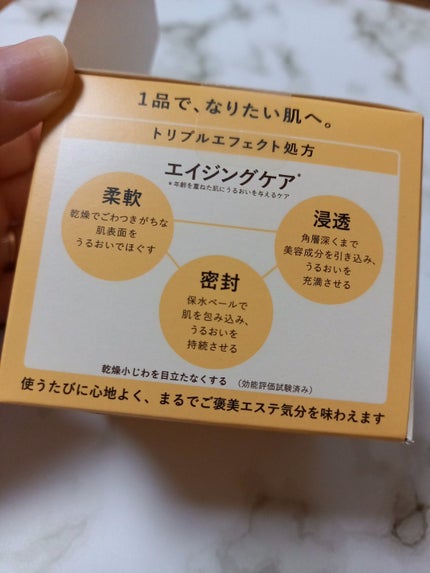 1品で、なりたい肌へ。
トリプルエフェクト処方
エイジングケア*
*年齢を重ねた肌にうるおいを与えるケア
柔軟
乾燥でごわつきがちな
肌表面を
うるおいでほぐす
浸透
角層深くまで
美容成分を引き込み、
うるおいを
充満させる
密封
保水ベールで
肌を包み込み、
うるおいを
持続させる
乾燥小じわを目立たなくする (効能評価試験済み)
使うたびに心地よく、まるでご褒美エステ気分を味わえます